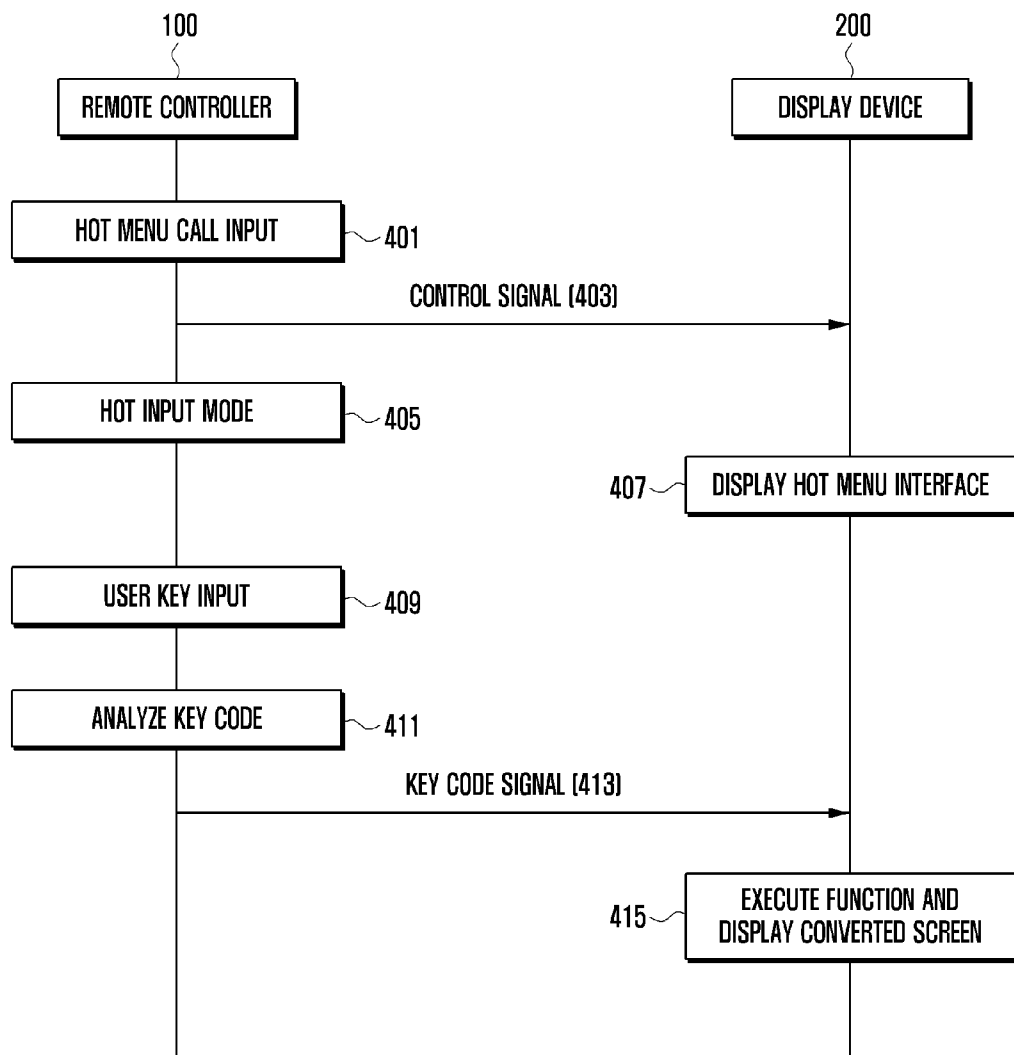 100
200
REMOTE CONTROLLER
DISPLAY DEVICE
HOT MENU CALL INPUT
401
CONTROL SIGNAL (403)
HOT INPUT MODE
405
407
DISPLAY HOT MENU INTERFACE
USER KEY INPUT
409
ANALYZE KEY CODE
411
KEY CODE SIGNAL (413)
415
EXECUTE FUNCTION AND
DISPLAY CONVERTED SCREEN